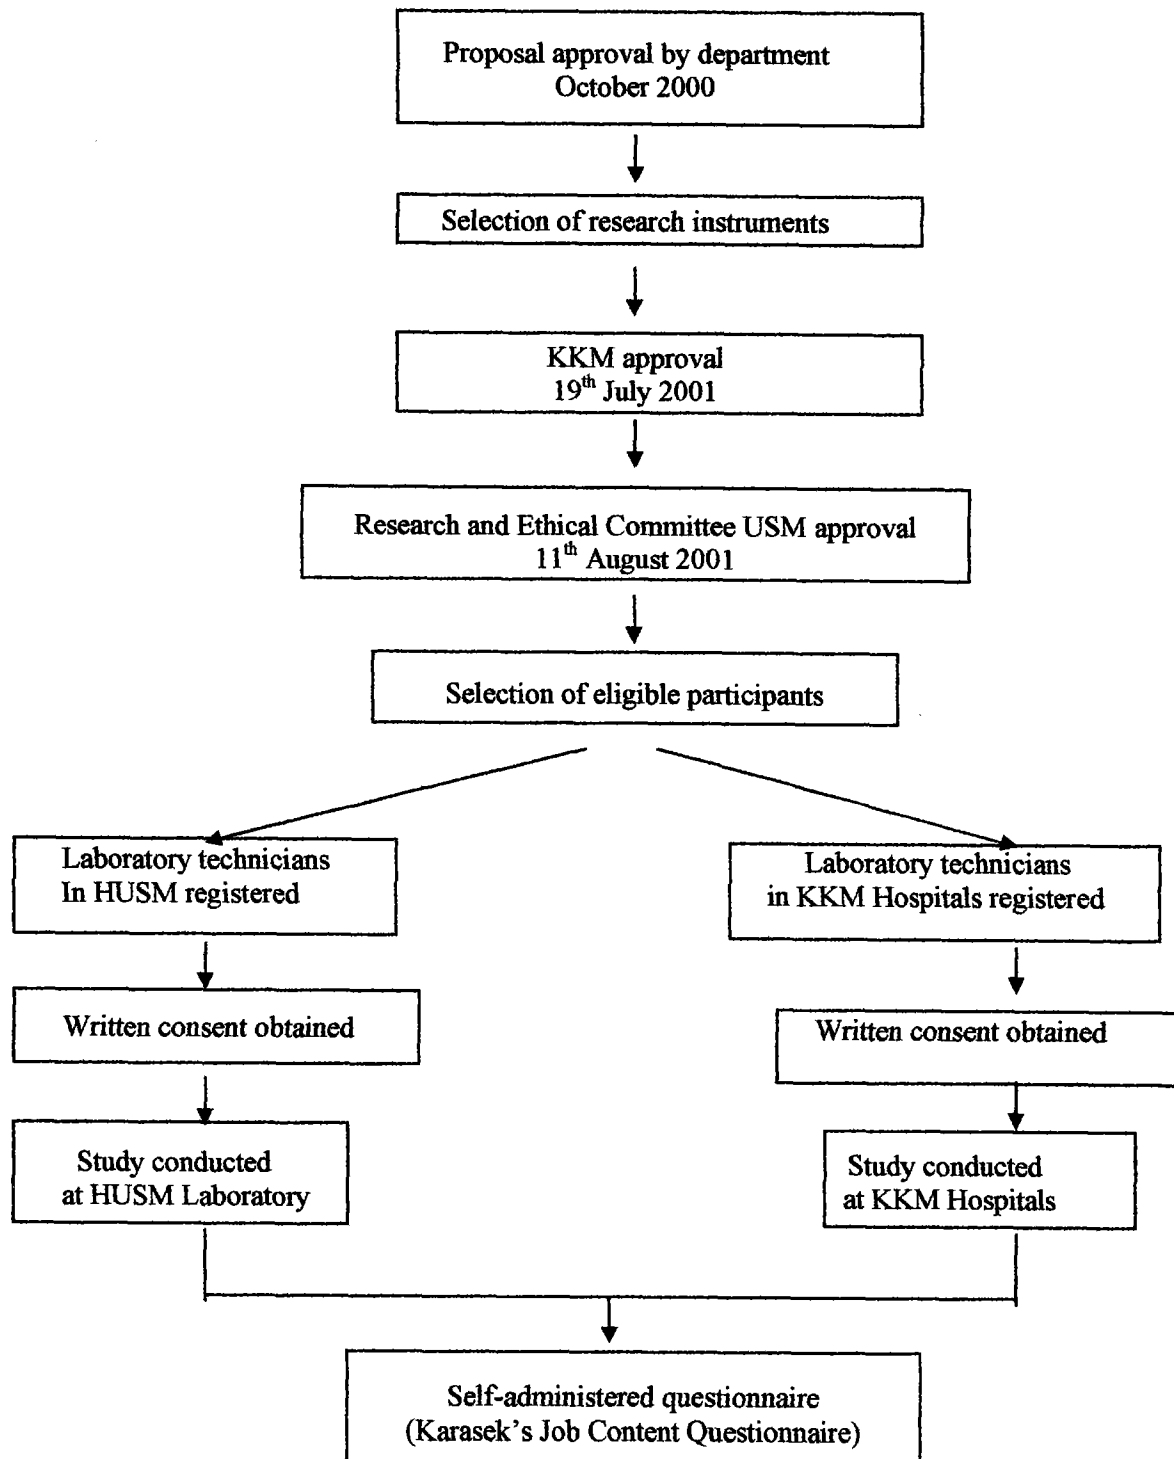 Proposal approval by department
October 2000
Selection of research instruments
KKM approval
19th July 2001
Research and Ethical Committee USM approval
11th August 2001
Selection of eligible participants
Laboratory technicians
In HUSM registered
Laboratory technicians
in KKM Hospitals registered
Written consent obtained
Written consent obtained
Study conducted
at HUSM Laboratory
Study conducted
at KKM Hospitals
Self-administered questionnaire
(Karasek's Job Content Questionnaire)